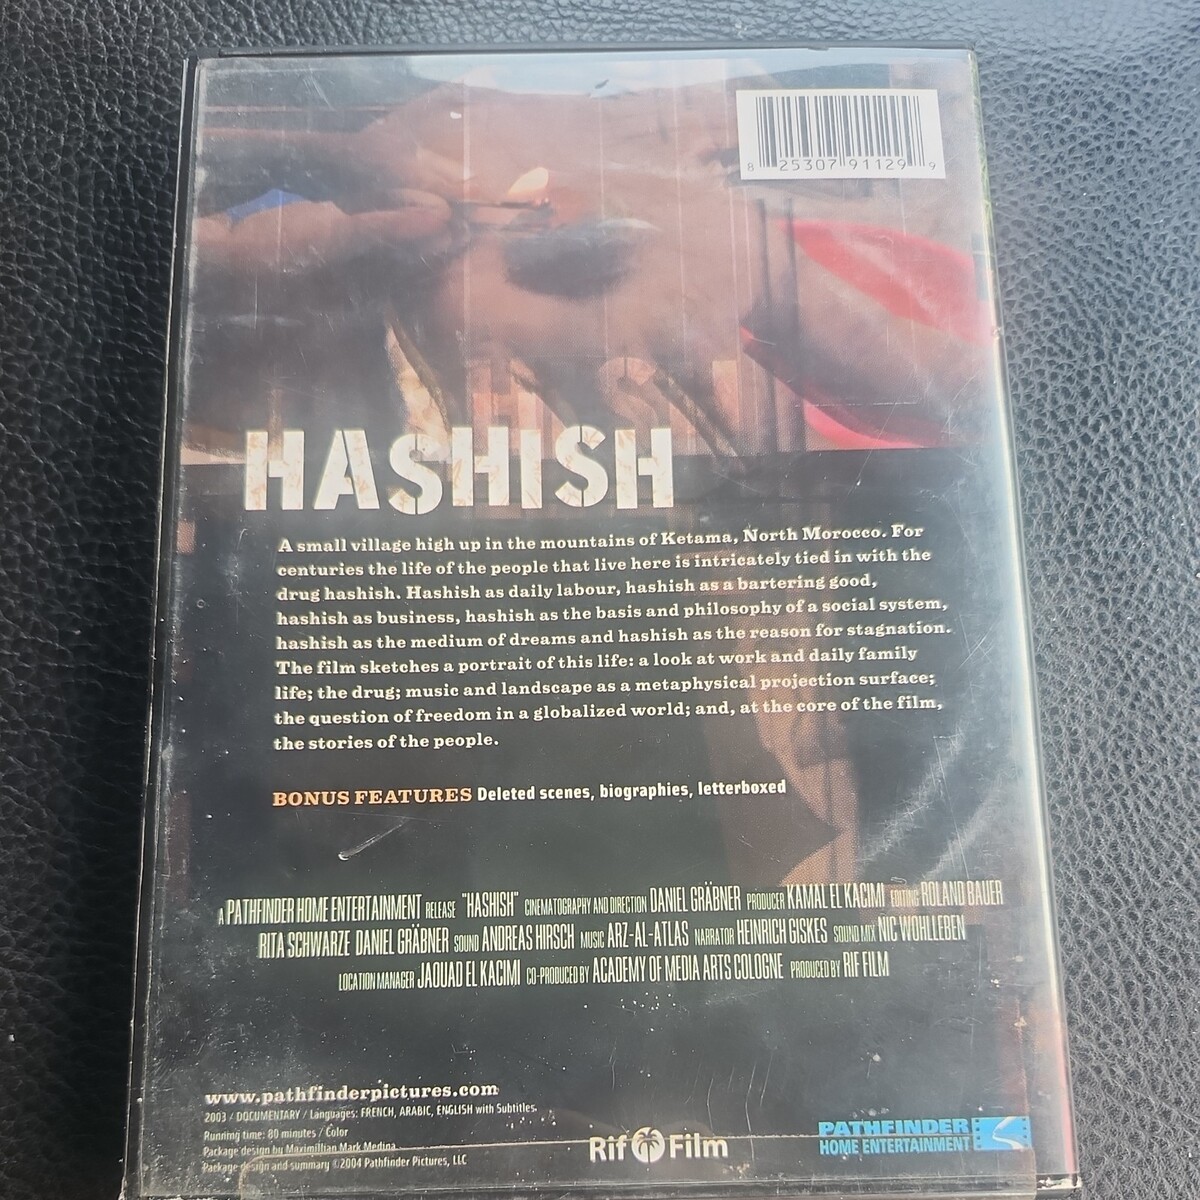 8 25307 91129 9
HASHISH
A small village high up in the mountains of Ketama, North Morocco. For
centuries the life of the people that live here is intricately tied in with the
drug hashish. Hashish as daily labour, hashish as a bartering good,
hashish as business, hashish as the basis and philosophy of a social system,
hashish as the medium of dreams and hashish as the reason for stagnation.
The film sketches a portrait of this life: a look at work and daily family
life; the drug; music and landscape as a metaphysical projection surface;
the question of freedom in a globalized world; and, at the core of the film,
the stories of the people.
BONUS FEATURES Deleted scenes, biographies, letterboxed
A PATHFINDER HOME ENTERTAINMENT RELEASE "HASHISH" CINEMATOGRAPHY AND DIRECTION DANIEL GRÄBNER PRODUCER KAMAL EL KACIMI EDITING ROLAND BAUER
RITA SCHWARZE DANIEL GRÄBNER SOUND ANDREAS HIRSCH MUSIC ARZ-AL-ATLAS NARRATOR HEINRICH GISKES SOUND MIX NIC WOHLLEBEN
LOCATION MANAGER JAOUAD EL KACIMI CO-PRODUCED BY ACADEMY OF MEDIA ARTS COLOGNE PRODUCED BY RIF FILM
www.pathfinderpictures.com
2003 / DOCUMENTARY / Languages: FRENCH, ARABIC, ENGLISH with Subtitles.
Running time: 80 minutes / Color
Package design by Maximillian Mark Medina
Package design and summary ©2004 Pathfinder Pictures, LLC
Rif Film
PATHFINDER
HOME ENTERTAINMENT